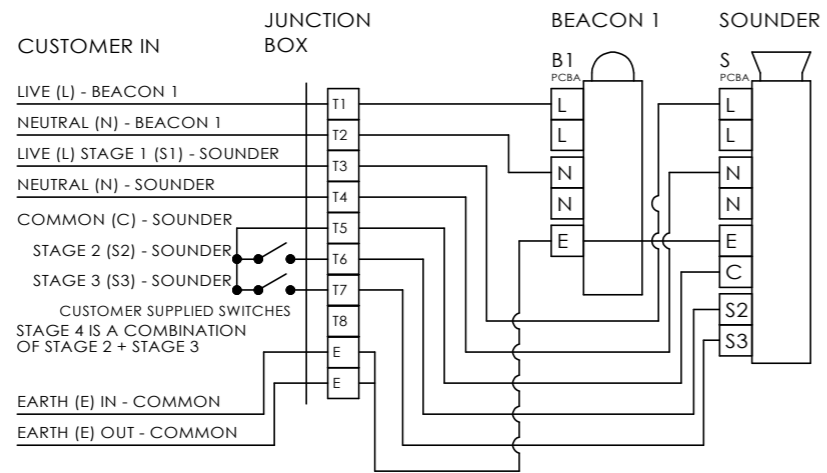 JUNCTION
BOX
BEACON 1
SOUNDER
CUSTOMER IN
B1
PCBA
S
PCBA
LIVE (L) - BEACON 1
NEUTRAL (N) - BEACON 1
LIVE (L) STAGE 1 (S1) - SOUNDER
NEUTRAL (N) - SOUNDER
COMMON (C) - SOUNDER
STAGE 2 (S2) - SOUNDER
STAGE 3 (S3) - SOUNDER
CUSTOMER SUPPLIED SWITCHES
STAGE 4 IS A COMBINATION
OF STAGE 2 + STAGE 3
EARTH (E) IN - COMMON
EARTH (E) OUT - COMMON
T1
T2
T3
T4
T5
T6
T7
T8
E
E
L
L
N
N
E
L
L
N
N
E
C
S2
S3